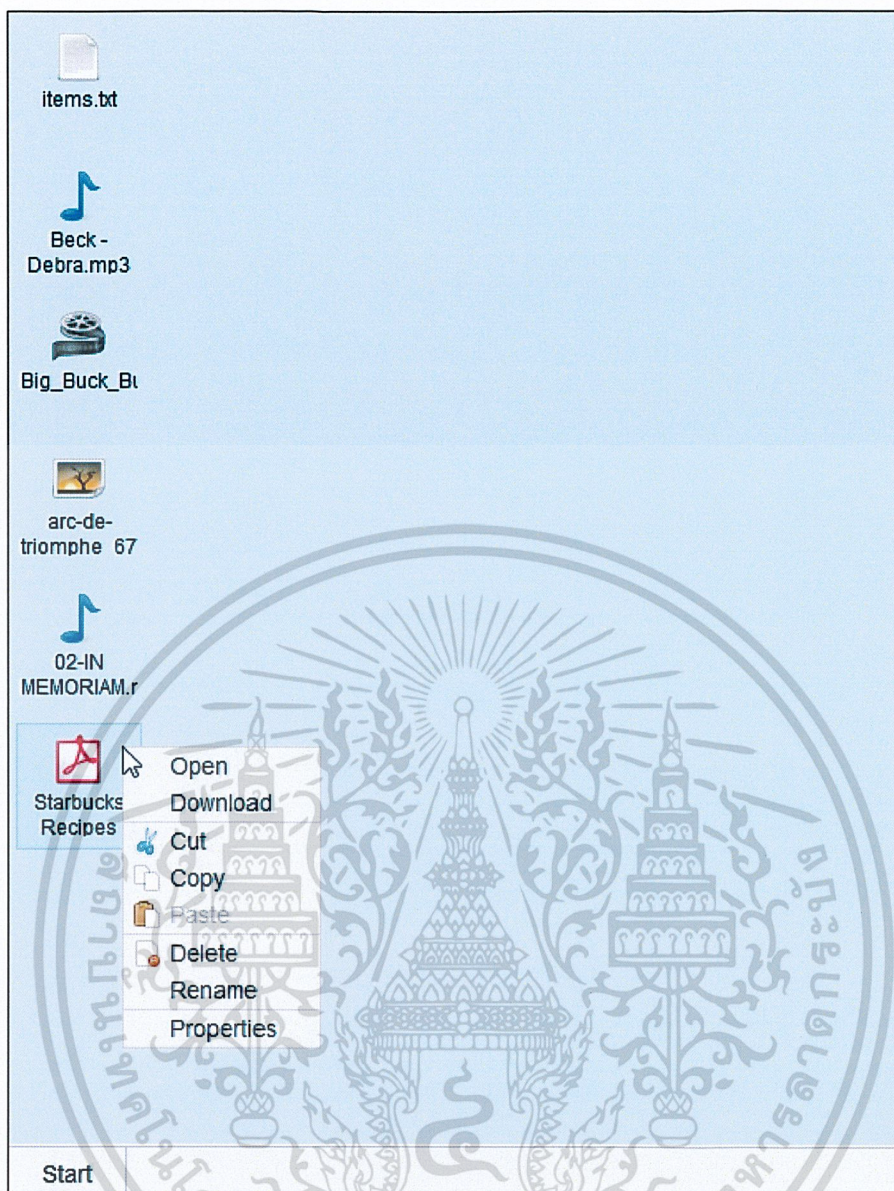 items.txt
Beck -
Debra.mp3
Big_Buck_Bu
arc-de-
triomphe_67
02-IN
MEMORIAM.r
Starbucks
Recipes
Open
Download
Cut
Copy
Paste
Delete
Rename
Properties
Start